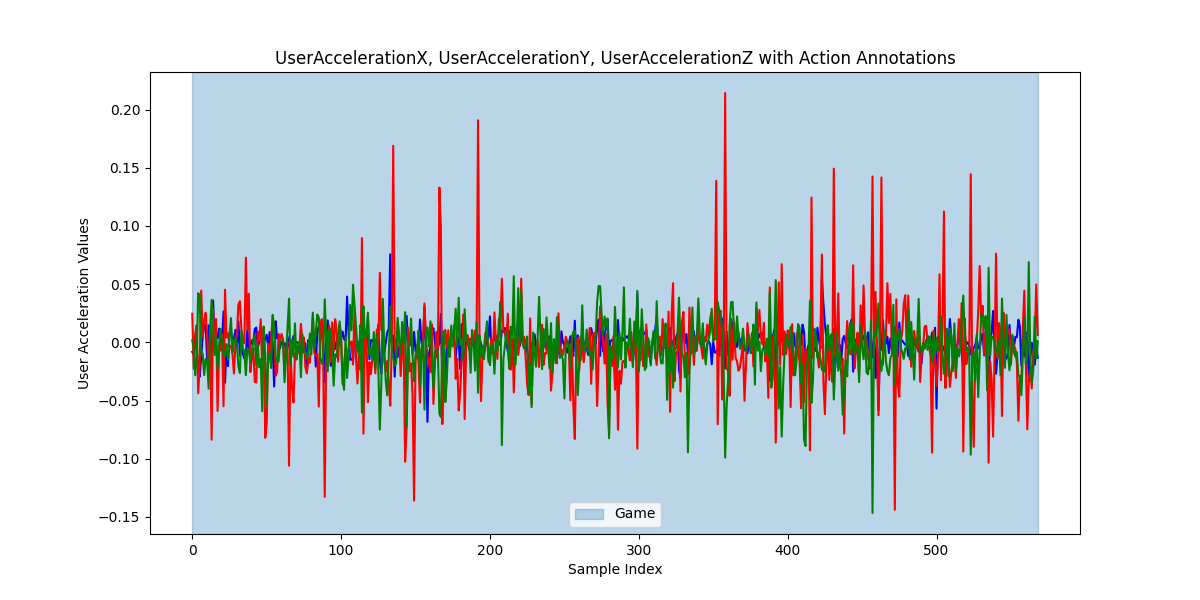 UserAccelerationX, UserAccelerationY, UserAccelerationZ with Action Annotations
User Acceleration Values
0.20
0.15
0.10
0.05
0.00
−0.05
−0.10
−0.15
Game
0 100 200 300 400 500
Sample Index